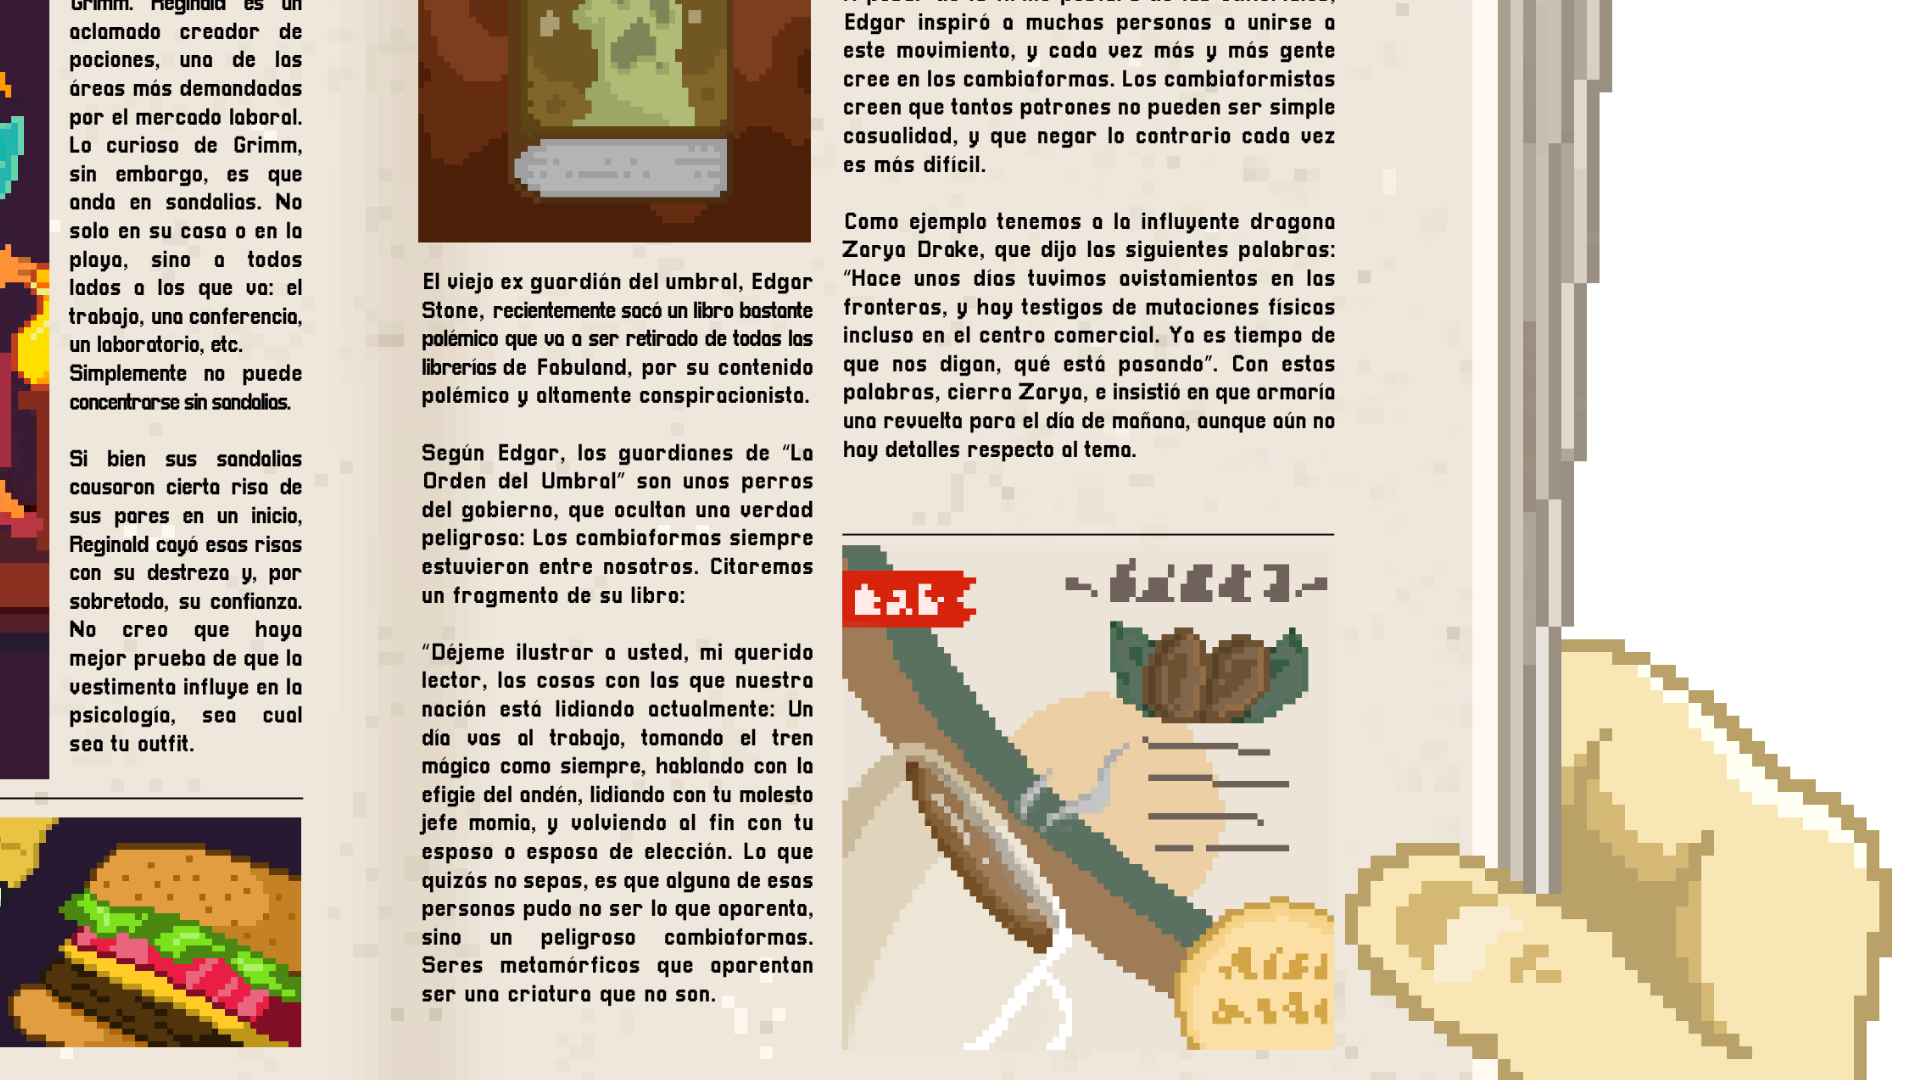 Grimm. Reginald es un
aclamado creador de
pociones, una de las
áreas más demandadas
por el mercado laboral.
Lo curioso de Grimm,
sin embargo, es que
anda en sandalias. No
solo en su casa o en la
playa, sino a todos
lados a los que va: el
trabajo, una conferencia,
un laboratorio, etc.
Simplemente no puede
concentrarse sin sandalias.
Si bien sus sandalias
causaron cierta risa de
sus pares en un inicio,
Reginald cayó esas risas
con su destreza y, por
sobretodo, su confianza.
No creo que haya
mejor prueba de que la
vestimenta influye en la
psicología, sea cual
sea tu outfit.
El viejo ex guardián del umbral, Edgar
Stone, recientemente sacó un libro bastante
polémico que va a ser retirado de todas las
librerías de Fabuland, por su contenido
polémico y altamente conspiracionista.
Según Edgar, los guardianes de “La
Orden del Umbral” son unos perros
del gobierno, que ocultan una verdad
peligrosa: Los cambiaformas siempre
estuvieron entre nosotros. Citaremos
un fragmento de su libro:
“Déjeme ilustrar a usted, mi querido
lector, las cosas con las que nuestra
nación está lidiando actualmente: Un
día vas al trabajo, tomando el tren
mágico como siempre, hablando con la
efigie del andén, lidiando con tu molesto
jefe momia, y volviendo al fin con tu
esposo o esposa de elección. Lo que
quizás no sepas, es que alguna de esas
personas pudo no ser lo que aparenta,
sino un peligroso cambiaformas.
Seres metamórficos que aparentan
ser una criatura que no son.
Edgar inspiró a muchas personas a unirse a
este movimiento, y cada vez más y más gente
cree en los cambiaformas. Los cambiaformistas
creen que tantos patrones no pueden ser simple
casualidad, y que negar lo contrario cada vez
es más difícil.
Como ejemplo tenemos a la influyente dragona
Zarya Drake, que dijo las siguientes palabras:
“Hace unos días tuvimos avistamientos en las
fronteras, y hay testigos de mutaciones físicas
incluso en el centro comercial. Ya es tiempo de
que nos digan, qué está pasando”. Con estas
palabras, cierra Zarya, e insistió en que armaría
una revuelta para el día de mañana, aunque aún no
hay detalles respecto al tema.